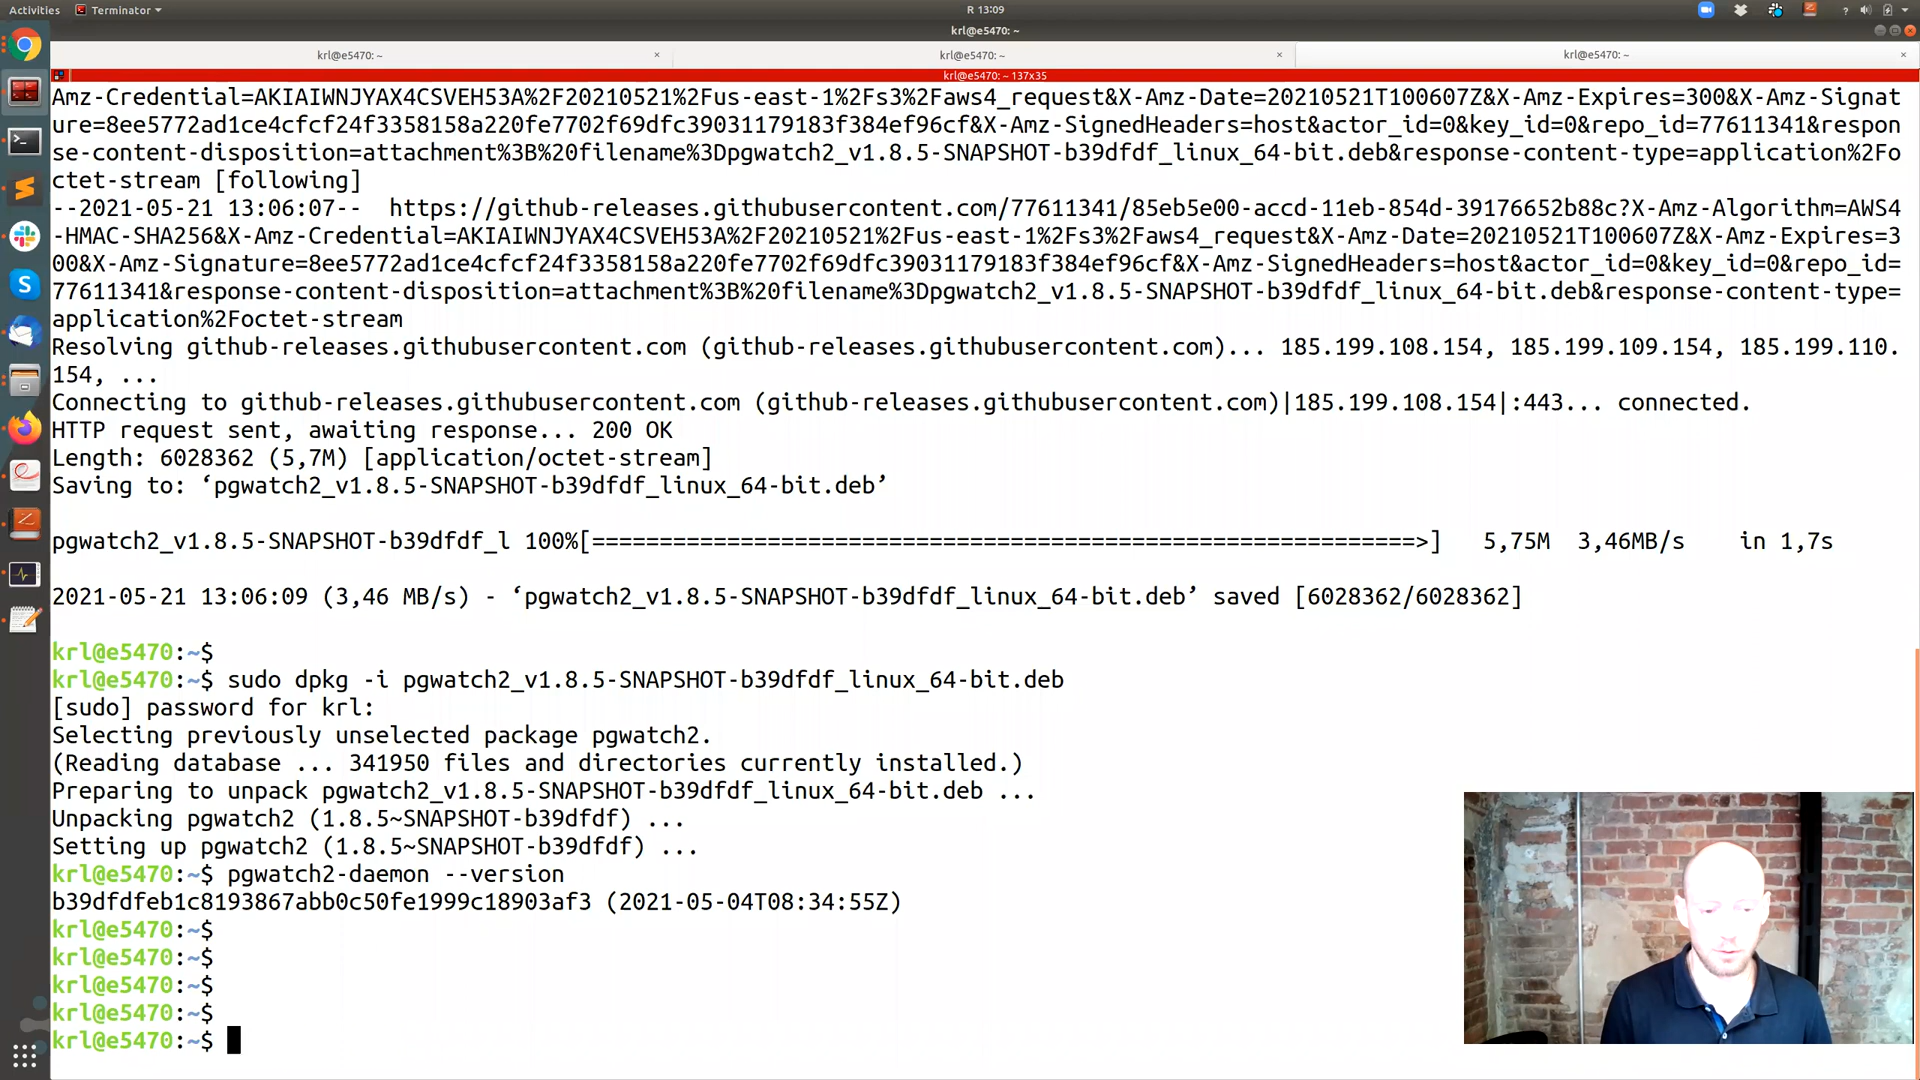 Activities Terminator R 13:09 ?
krl@e5470: ~
krl@e5470: ~ × krl@e5470: ~ × krl@e5470: ~ ×
krl@e5470: ~ 137x35
Amz-Credential=AKIAIWNJYAX4CSVEH53A%2F20210521%2Fus-east-1%2Fs3%2Faws4_request&X-Amz-Date=20210521T100607Z&X-Amz-Expires=300&X-Amz-Signat
ure=8ee5772ad1ce4cfcf24f3358158a220fe7702f69dfc39031179183f384ef96cf&X-Amz-SignedHeaders=host&actor_id=0&key_id=0&repo_id=77611341&respon
se-content-disposition=attachment%3B%20filename%3Dpgwatch2_v1.8.5-SNAPSHOT-b39dfdf_linux_64-bit.deb&response-content-type=application%2Fo
ctet-stream [following]
--2021-05-21 13:06:07--  https://github-releases.githubusercontent.com/77611341/85eb5e00-accd-11eb-854d-39176652b88c?X-Amz-Algorithm=AWS4
-HMAC-SHA256&X-Amz-Credential=AKIAIWNJYAX4CSVEH53A%2F20210521%2Fus-east-1%2Fs3%2Faws4_request&X-Amz-Date=20210521T100607Z&X-Amz-Expires=3
00&X-Amz-Signature=8ee5772ad1ce4cfcf24f3358158a220fe7702f69dfc39031179183f384ef96cf&X-Amz-SignedHeaders=host&actor_id=0&key_id=0&repo_id=
77611341&response-content-disposition=attachment%3B%20filename%3Dpgwatch2_v1.8.5-SNAPSHOT-b39dfdf_linux_64-bit.deb&response-content-type=
application%2Foctet-stream
Resolving github-releases.githubusercontent.com (github-releases.githubusercontent.com)... 185.199.108.154, 185.199.109.154, 185.199.110.
154, ...
Connecting to github-releases.githubusercontent.com (github-releases.githubusercontent.com)|185.199.108.154|:443... connected.
HTTP request sent, awaiting response... 200 OK
Length: 6028362 (5,7M) [application/octet-stream]
Saving to: ‘pgwatch2_v1.8.5-SNAPSHOT-b39dfdf_linux_64-bit.deb’
pgwatch2_v1.8.5-SNAPSHOT-b39dfdf_l 100%[=============================================================>]   5,75M  3,46MB/s    in 1,7s
2021-05-21 13:06:09 (3,46 MB/s) - ‘pgwatch2_v1.8.5-SNAPSHOT-b39dfdf_linux_64-bit.deb’ saved [6028362/6028362]
krl@e5470:~$
krl@e5470:~$ sudo dpkg -i pgwatch2_v1.8.5-SNAPSHOT-b39dfdf_linux_64-bit.deb
[sudo] password for krl:
Selecting previously unselected package pgwatch2.
(Reading database ... 341950 files and directories currently installed.)
Preparing to unpack pgwatch2_v1.8.5-SNAPSHOT-b39dfdf_linux_64-bit.deb ...
Unpacking pgwatch2 (1.8.5~SNAPSHOT-b39dfdf) ...
Setting up pgwatch2 (1.8.5~SNAPSHOT-b39dfdf) ...
krl@e5470:~$ pgwatch2-daemon --version
b39dfdfeb1c8193867abb0c50fe1999c18903af3 (2021-05-04T08:34:55Z)
krl@e5470:~$
krl@e5470:~$
krl@e5470:~$
krl@e5470:~$
krl@e5470:~$